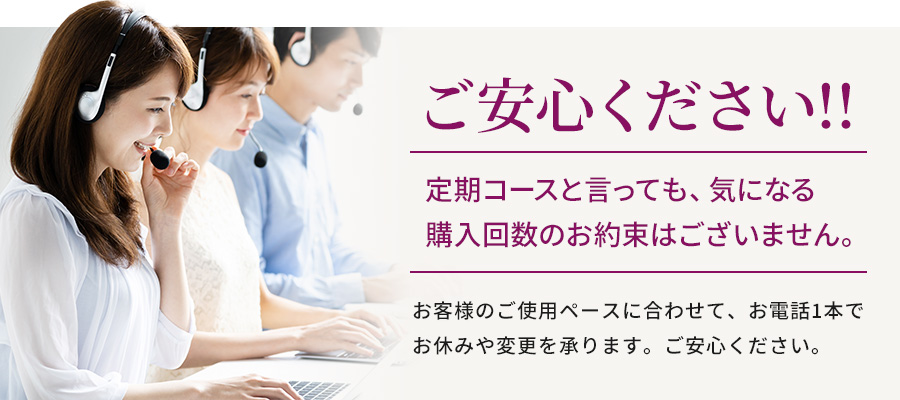 ご安心ください!!
定期コースと言っても、気になる
購入回数のお約束はございません。
お客様のご使用ペースに合わせて、お電話1本で
お休みや変更を承ります。ご安心ください。